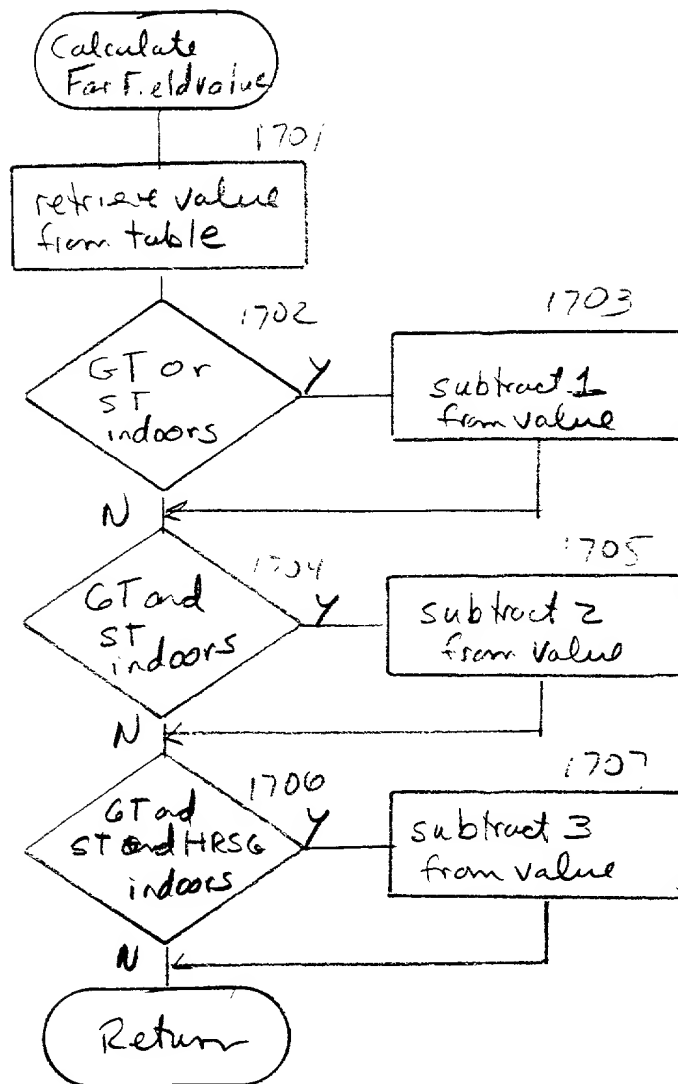 Calculate
Far Field value
1701
retrieve value
from table
1702
GT or
ST
indoors
Y
1703
subtract 1
from value
N
1704
GT and
ST
indoors
Y
1705
subtract 2
from value
N
1706
GT and
ST and HRSG
indoors
Y
1707
subtract 3
from value
N
Return